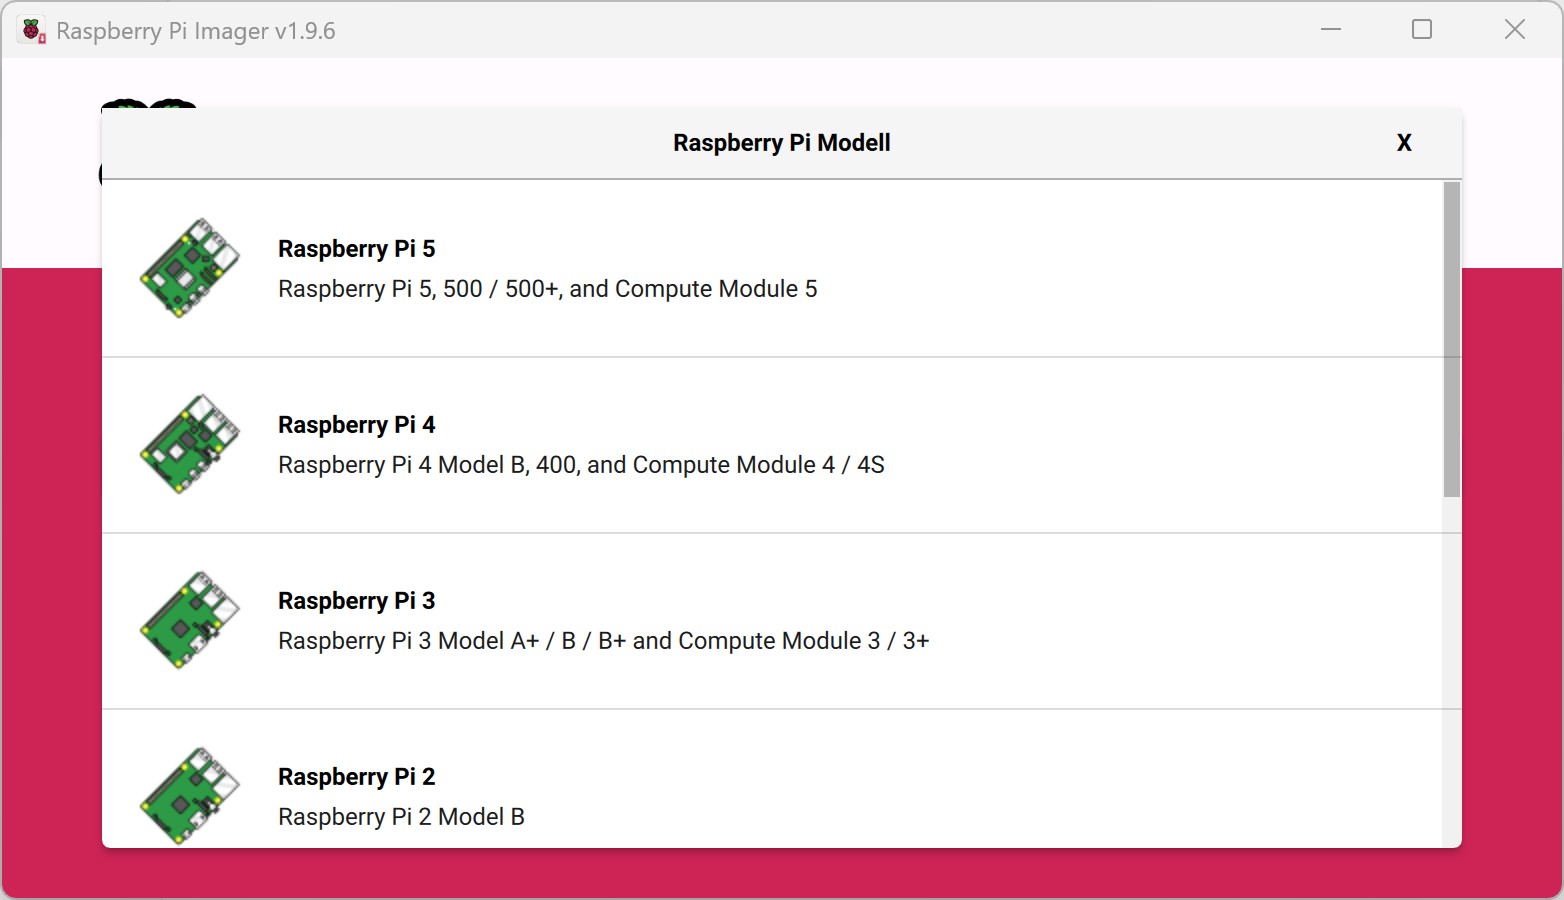 Raspberry Pi Imager v1.9.6
Raspberry Pi Modell
X
Raspberry Pi 5
Raspberry Pi 5, 500 / 500+, and Compute Module 5
Raspberry Pi 4
Raspberry Pi 4 Model B, 400, and Compute Module 4 / 4S
Raspberry Pi 3
Raspberry Pi 3 Model A+ / B / B+ and Compute Module 3 / 3+
Raspberry Pi 2
Raspberry Pi 2 Model B